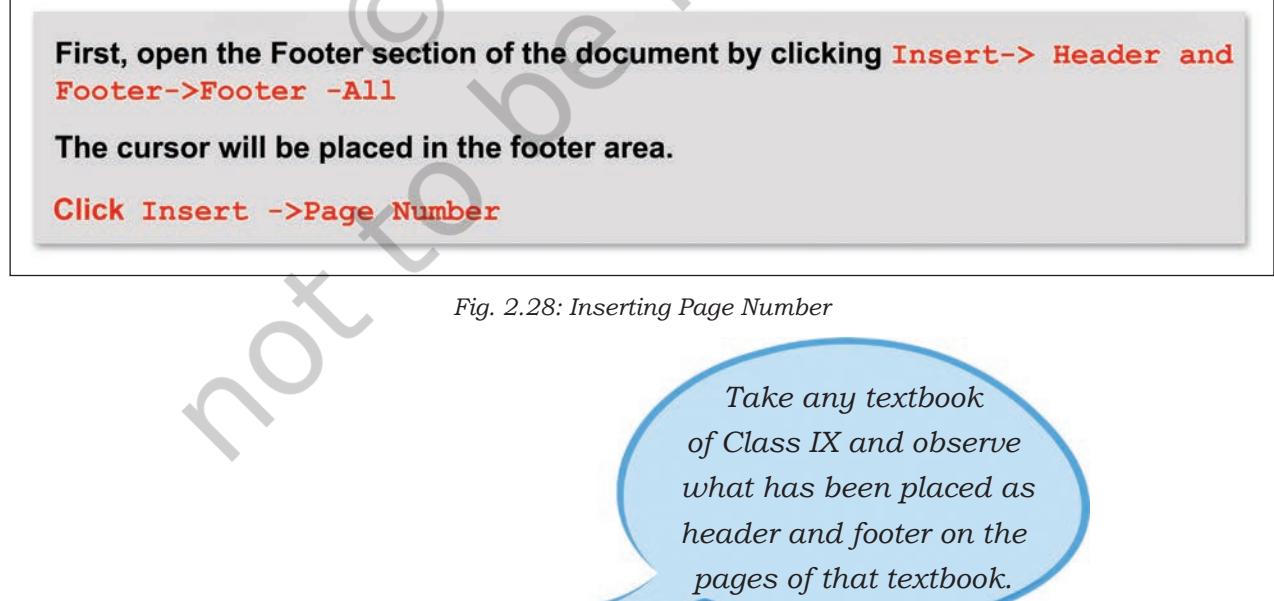 First, open the Footer section of the document by clicking Insert-> Header and
Footer->Footer -All
The cursor will be placed in the footer area.
Click Insert ->Page Number
Fig. 2.28: Inserting Page Number
Take any textbook
of Class IX and observe
what has been placed as
header and footer on the
pages of that textbook.
©
not to be